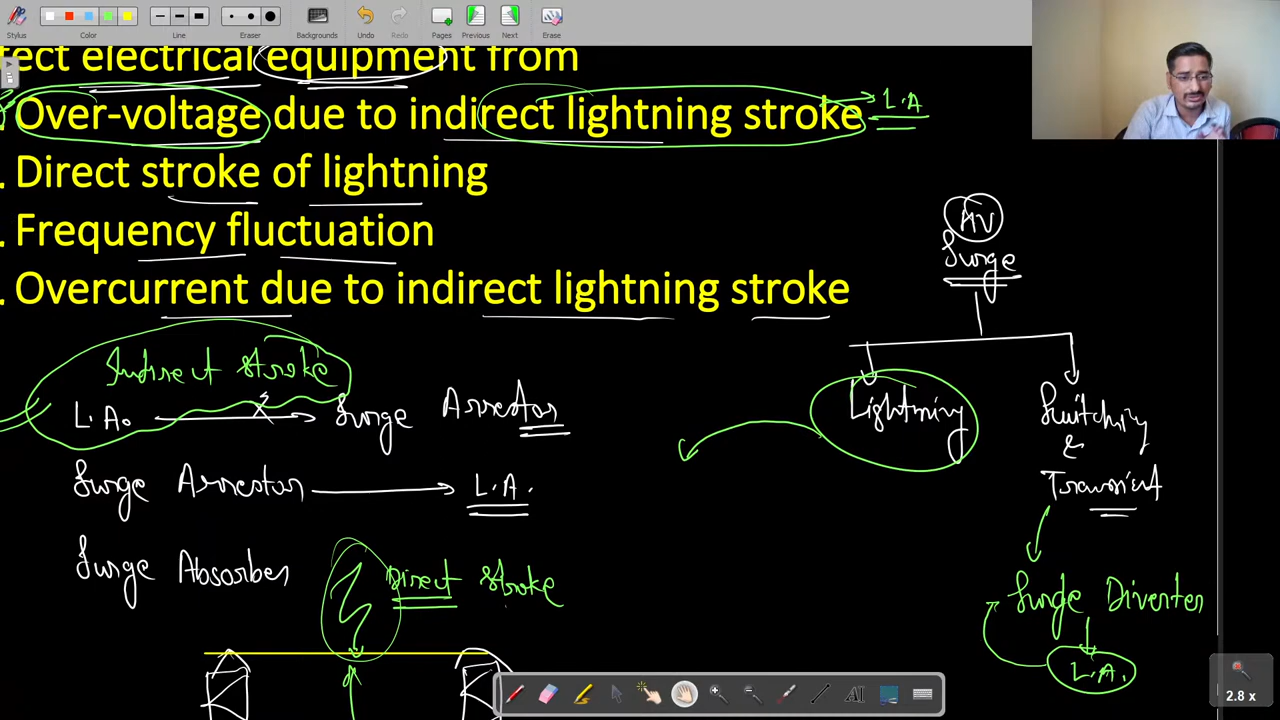 Stylus Color Line Eraser Backgrounds Undo Redo Pages Previous Next Erase
tect electrical equipment from
. Over-voltage due to indirect lightning stroke → L.A
. Direct stroke of lightning
. Frequency fluctuation
. Overcurrent due to indirect lightning stroke
AV
Surge
Lightning
Switching
&
Transient
Surge Diverter
L.A.
Indirect stroke
L.A. → Surge Arrestor
Surge Arrestor → L.A.
Surge Absorber
Direct stroke
2.8 x